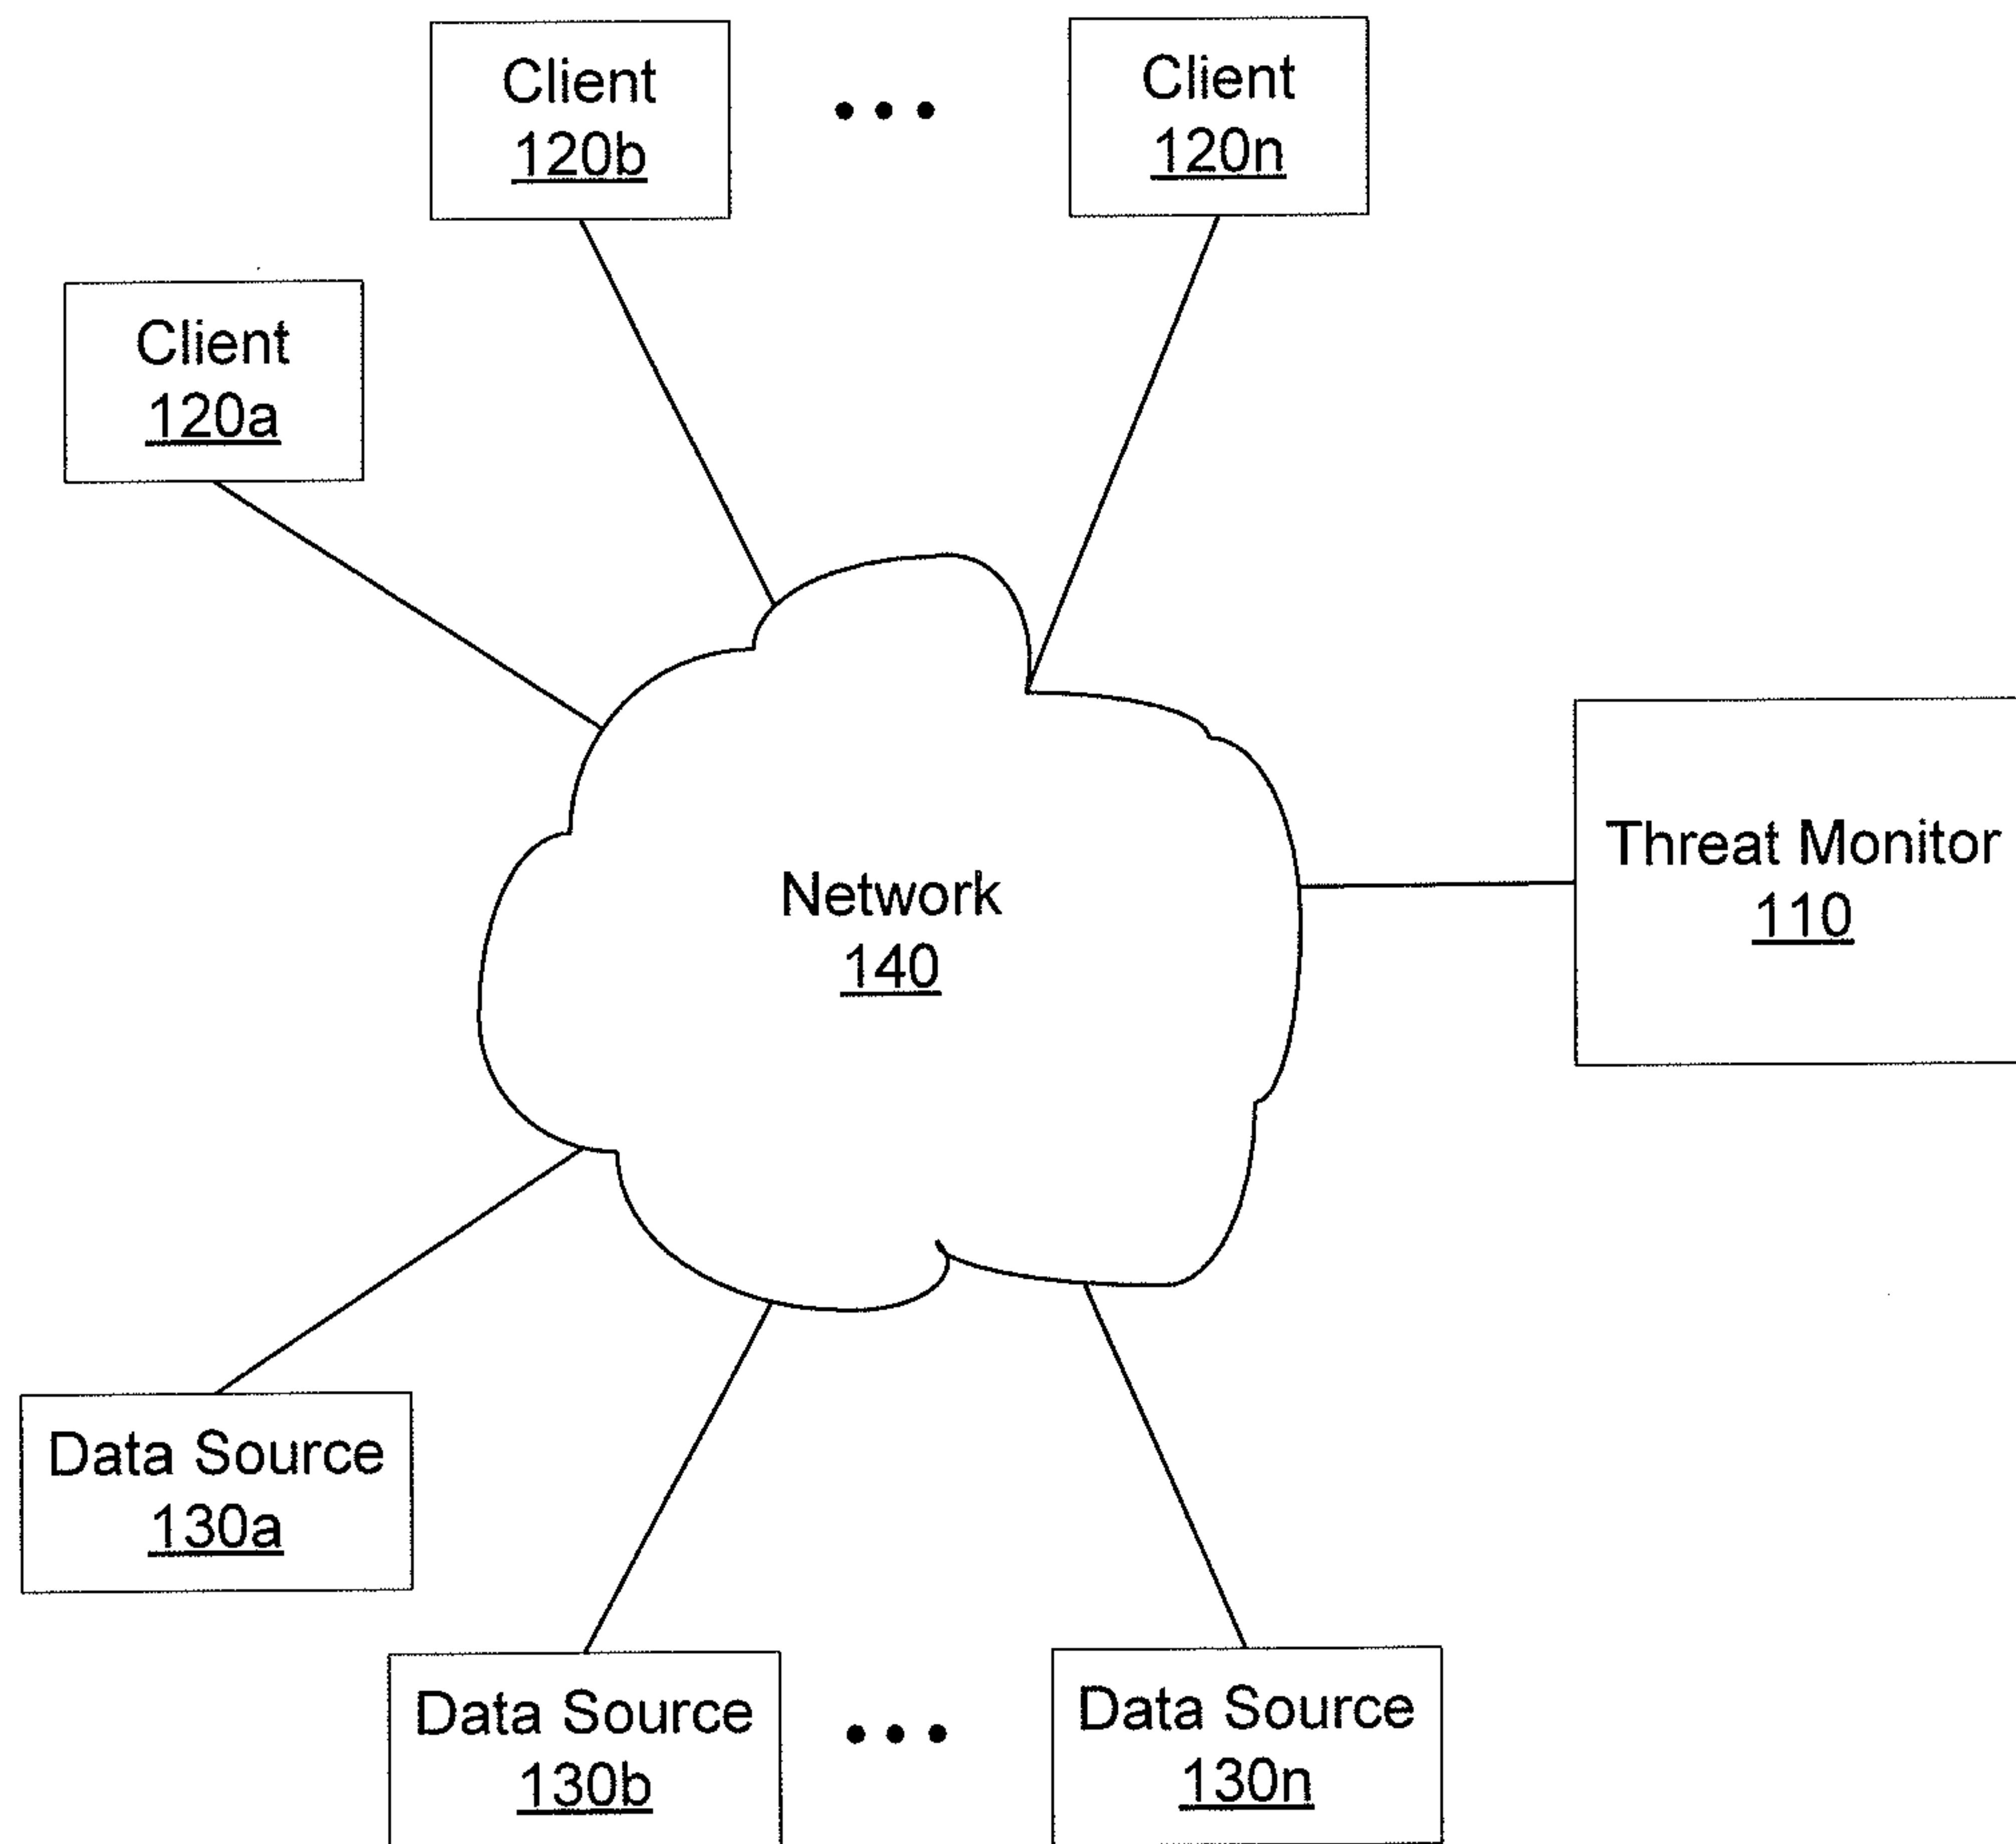 Client
120b
Client
120n
Client
120a
Network
140
Threat Monitor
110
Data Source
130a
Data Source
130b
Data Source
130n